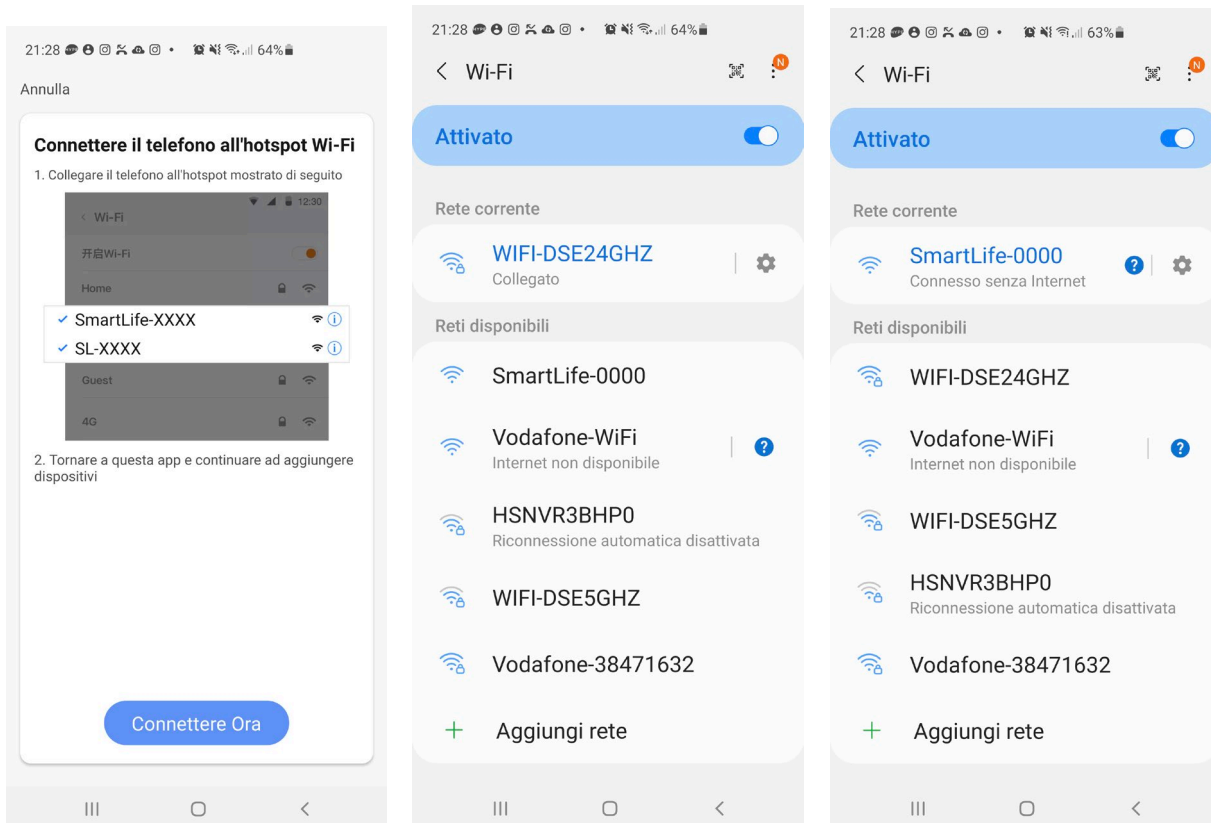 21:28 64%
Annulla
Connettere il telefono all'hotspot Wi-Fi
1. Collegare il telefono all'hotspot mostrato di seguito
12:30
Wi-Fi
开启Wi-Fi
Home
SmartLife-XXXX
SL-XXXX
Guest
4G
2. Tornare a questa app e continuare ad aggiungere
dispositivi
Connettere Ora
21:28 64%
Wi-Fi
N
Attivato
Rete corrente
WIFI-DSE24GHZ
Collegato
Reti disponibili
SmartLife-0000
Vodafone-WiFi
Internet non disponibile
HSNVR3BHP0
Riconnessione automatica disattivata
WIFI-DSE5GHZ
Vodafone-38471632
Aggiungi rete
21:28 63%
Wi-Fi
N
Attivato
Rete corrente
SmartLife-0000
Connesso senza Internet
Reti disponibili
WIFI-DSE24GHZ
Vodafone-WiFi
Internet non disponibile
WIFI-DSE5GHZ
HSNVR3BHP0
Riconnessione automatica disattivata
Vodafone-38471632
Aggiungi rete